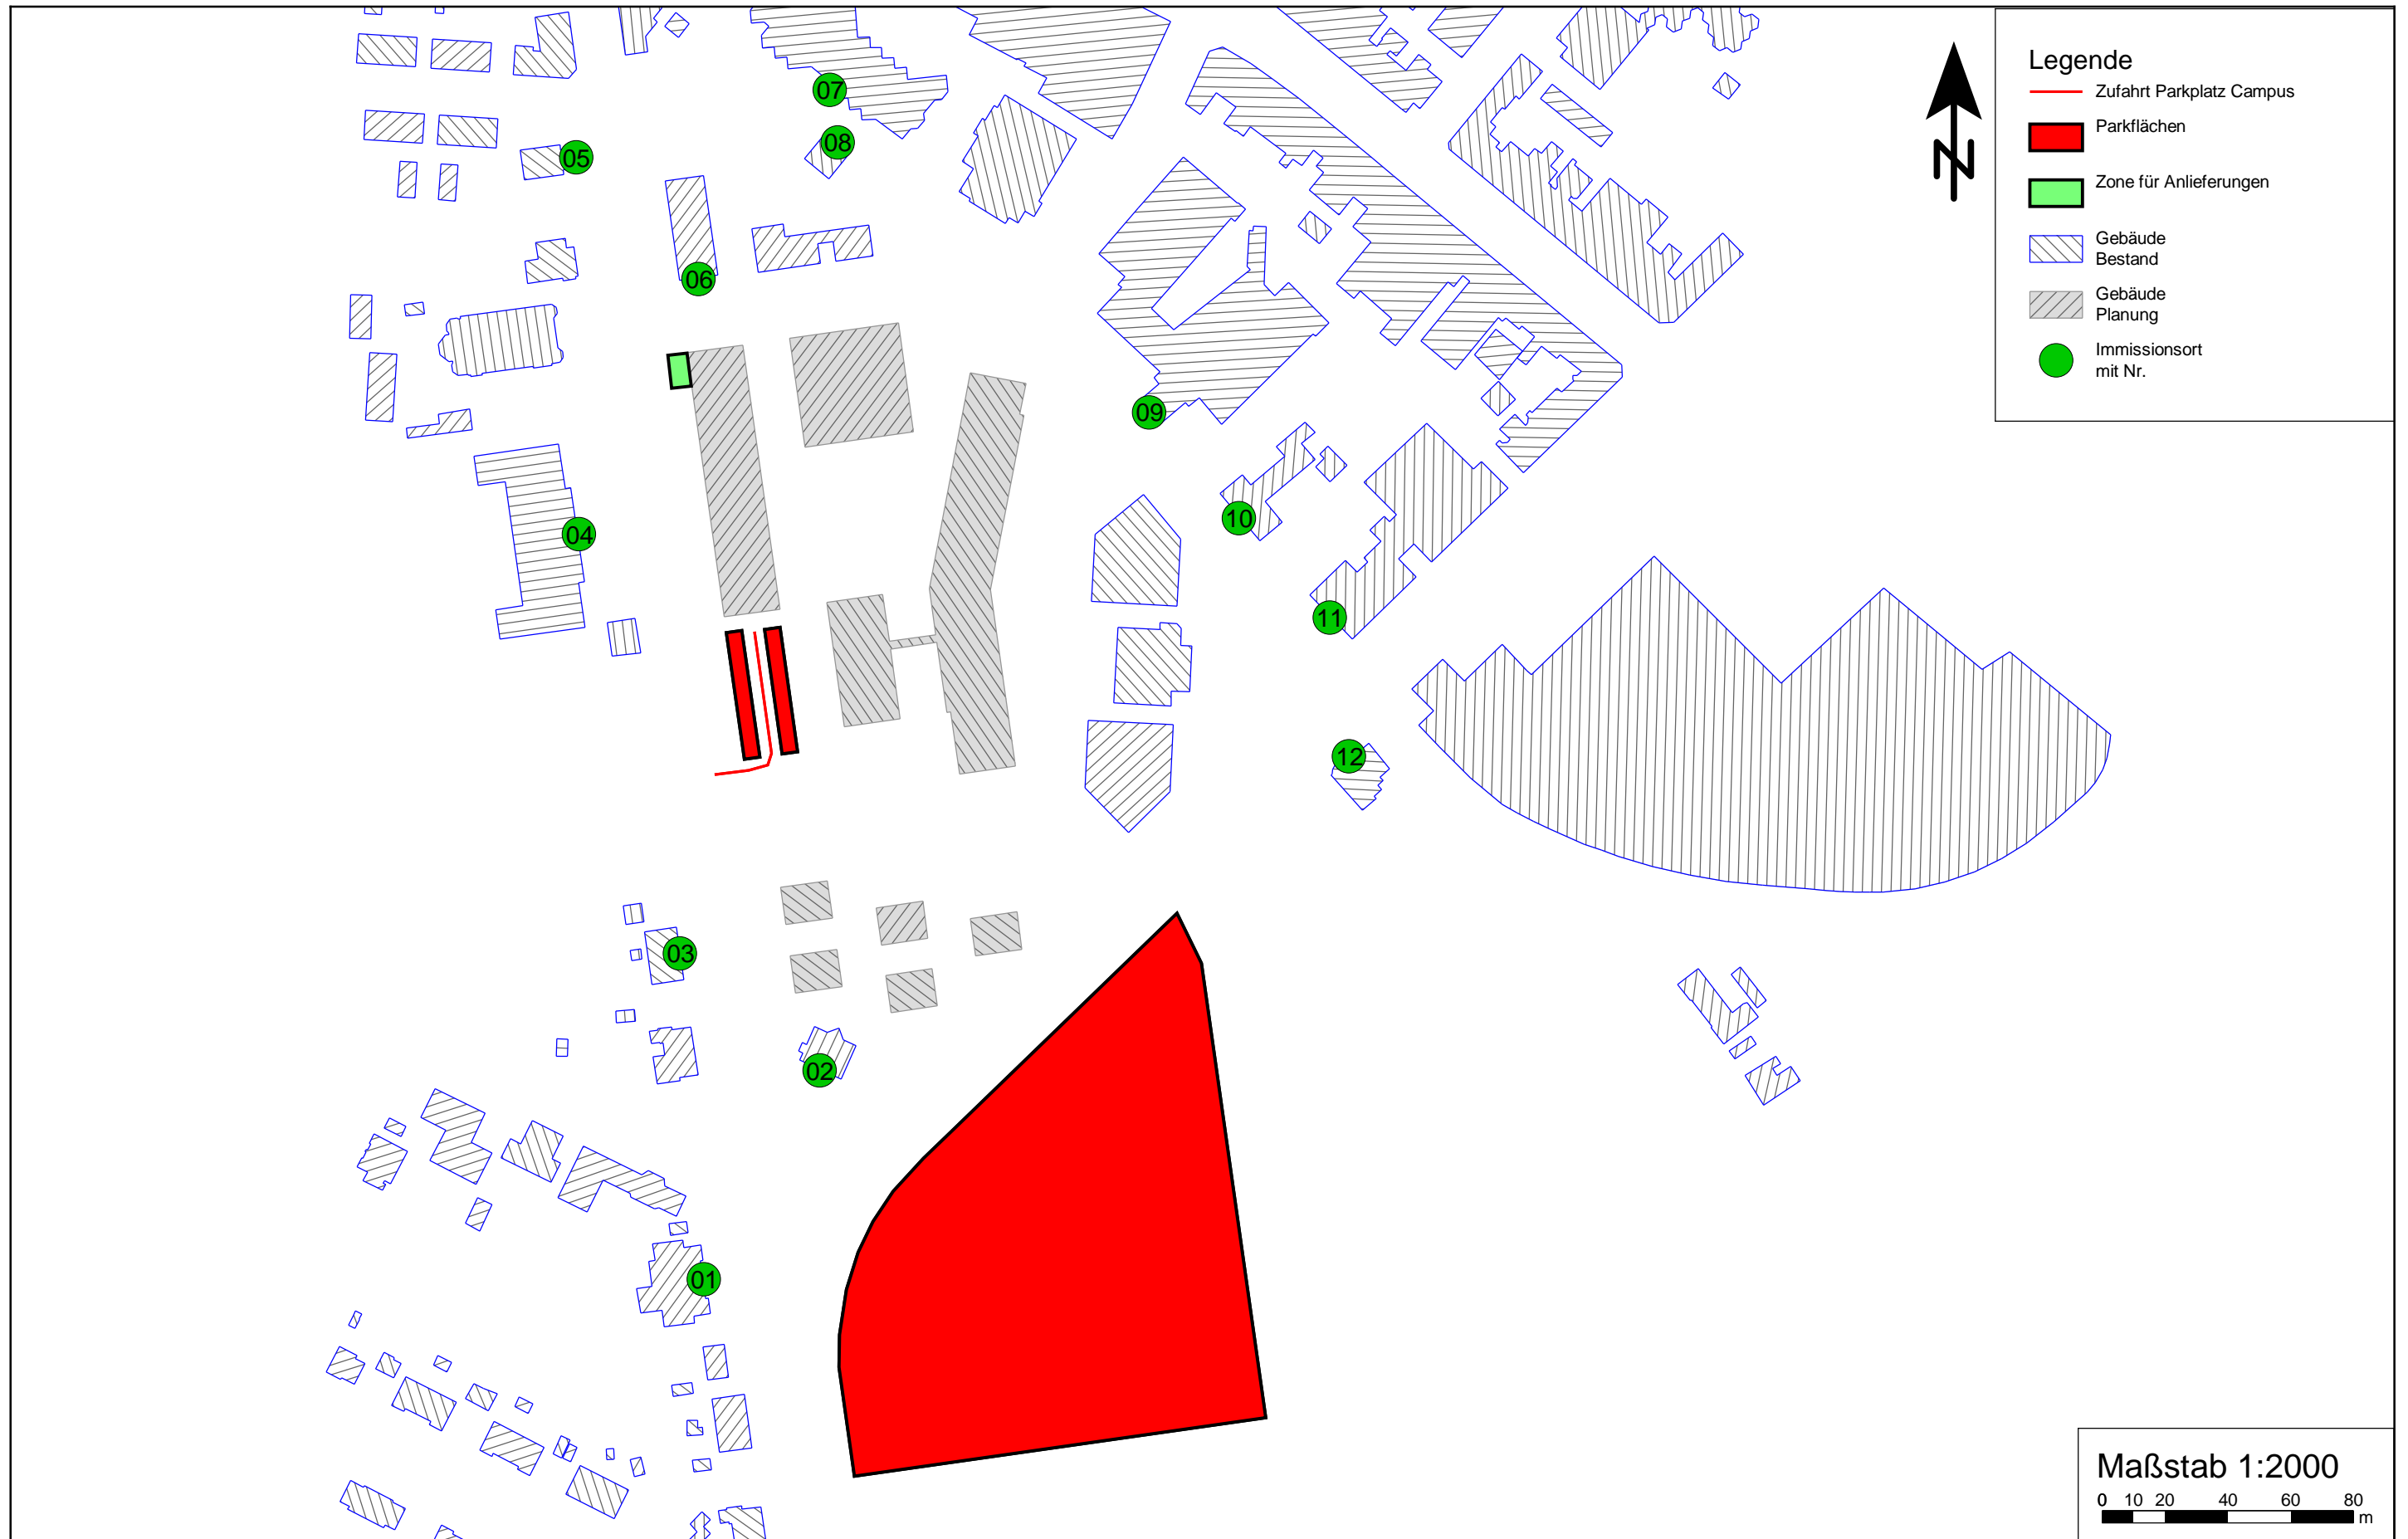 Legende
Zufahrt Parkplatz Campus
Parkflächen
Zone für Anlieferungen
Gebäude
Bestand
Gebäude
Planung
Immissionsort
mit Nr.
N
07
08
05
06
09
10
04
11
12
03
02
01
Maßstab 1:2000
0 10 20 40 60 80
m